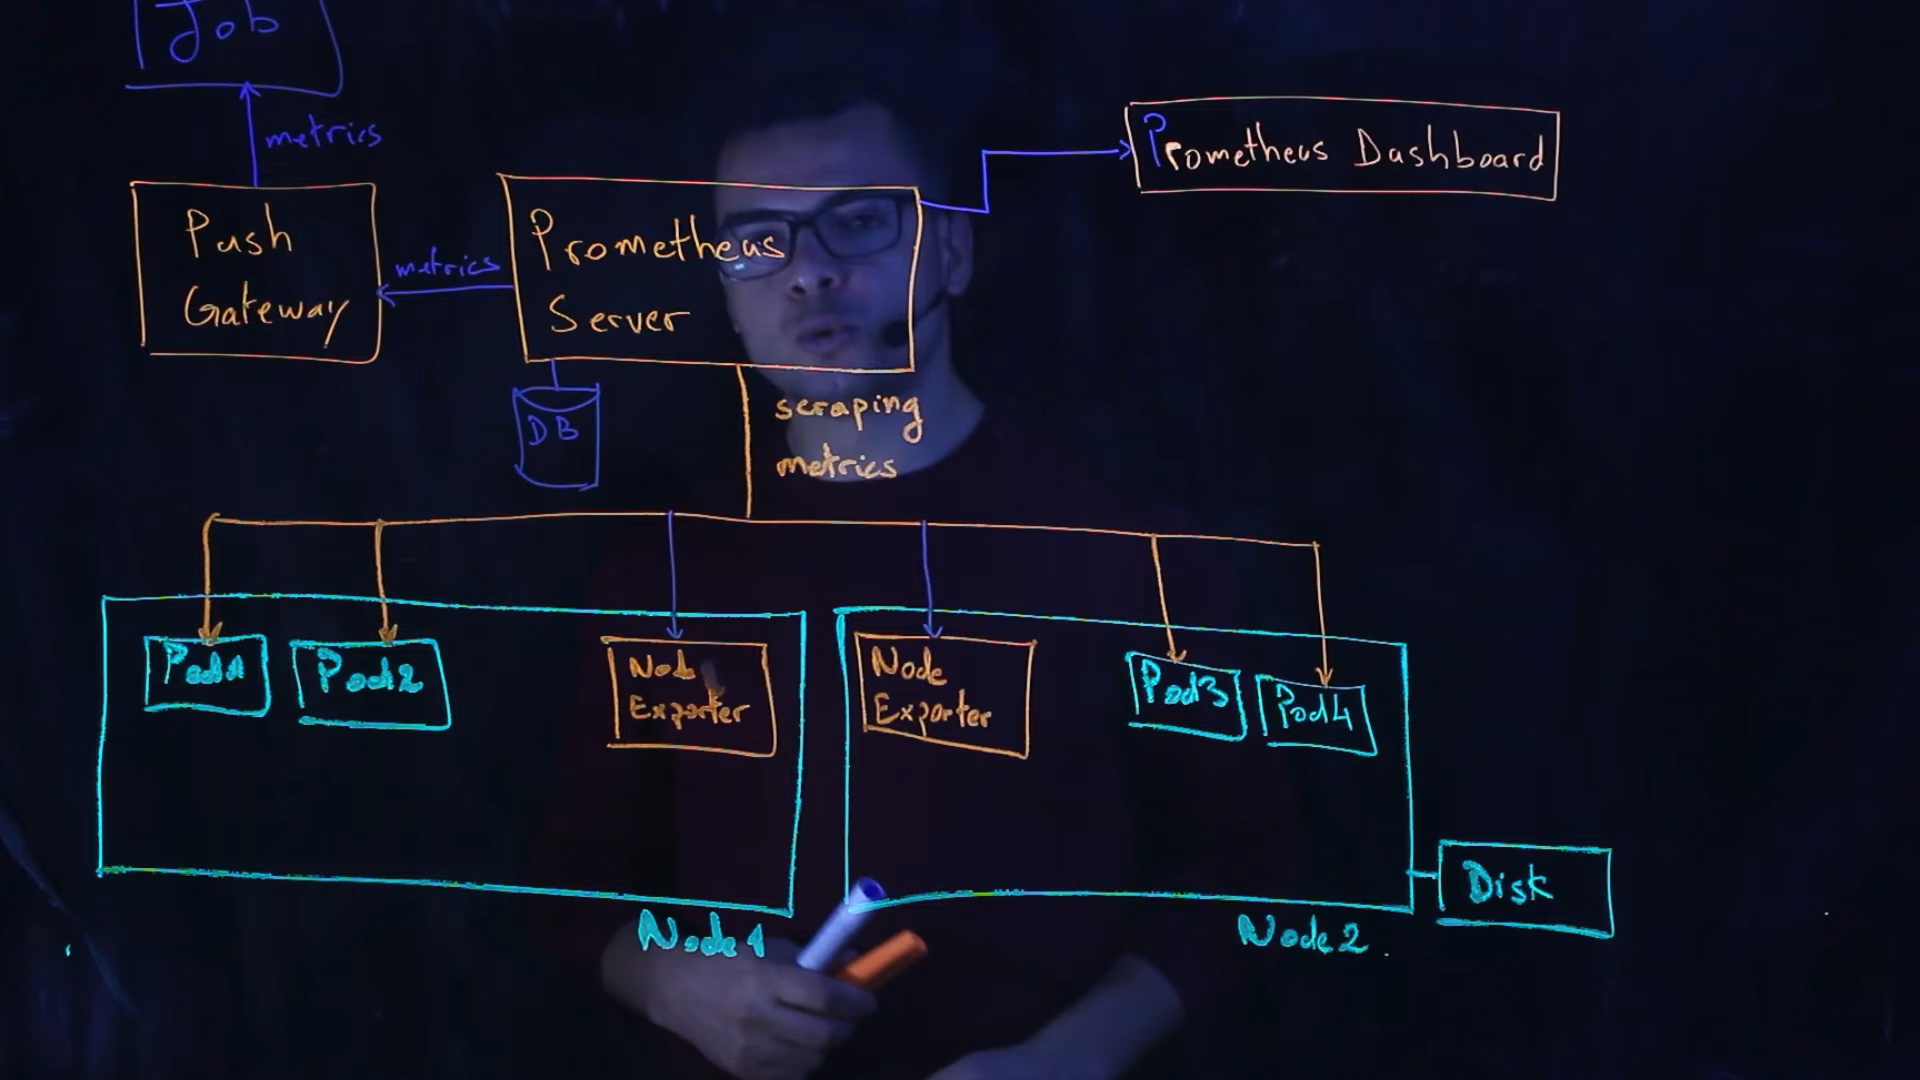 Job
metrics
Prometheus Dashboard
Push
Gateway
metrics
Prometheus
Server
DB
scraping
metrics
Pod1
Pod2
Node
Exporter
Node
Exporter
Pod3
Pod4
Disk
Node1
Node2